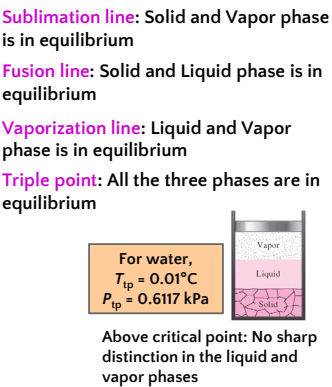 Sublimation line: Solid and Vapor phase
is in equilibrium
Fusion line: Solid and Liquid phase is in
equilibrium
Vaporization line: Liquid and Vapor
phase is in equilibrium
Triple point: All the three phases are in
equilibrium
For water,
Ttp = 0.01°C
Ptp = 0.6117 kPa
Vapor
Liquid
Solid
Above critical point: No sharp
distinction in the liquid and
vapor phases